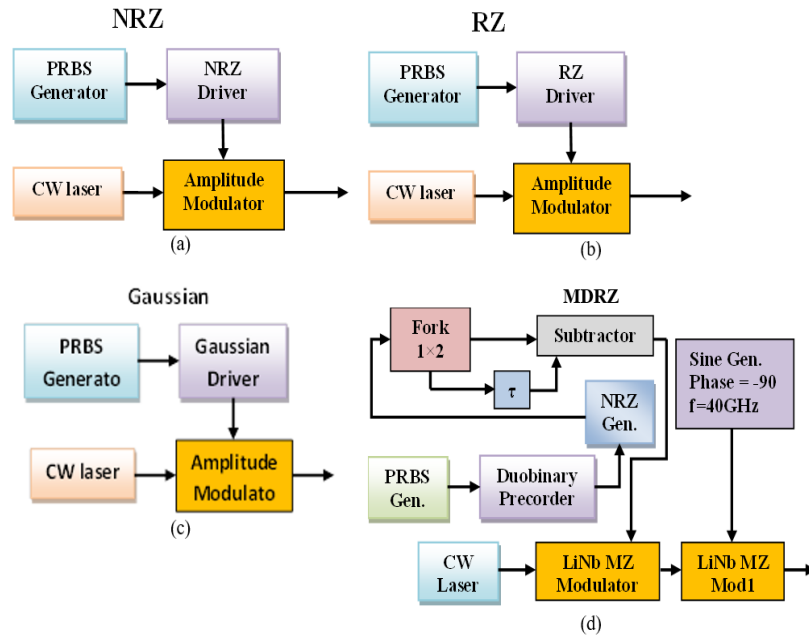 NRZ
PRBS
Generator
NRZ
Driver
CW laser
Amplitude
Modulator
(a)
RZ
PRBS
Generator
RZ
Driver
CW laser
Amplitude
Modulator
(b)
Gaussian
PRBS
Generato
Gaussian
Driver
CW laser
Amplitude
Modulato
(c)
MDRZ
Fork
1×2
Subtractor
τ
NRZ
Gen.
Sine Gen.
Phase = -90
f=40GHz
PRBS
Gen.
Duobinary
Precorder
CW
Laser
LiNb MZ
Modulator
LiNb MZ
Mod1
(d)